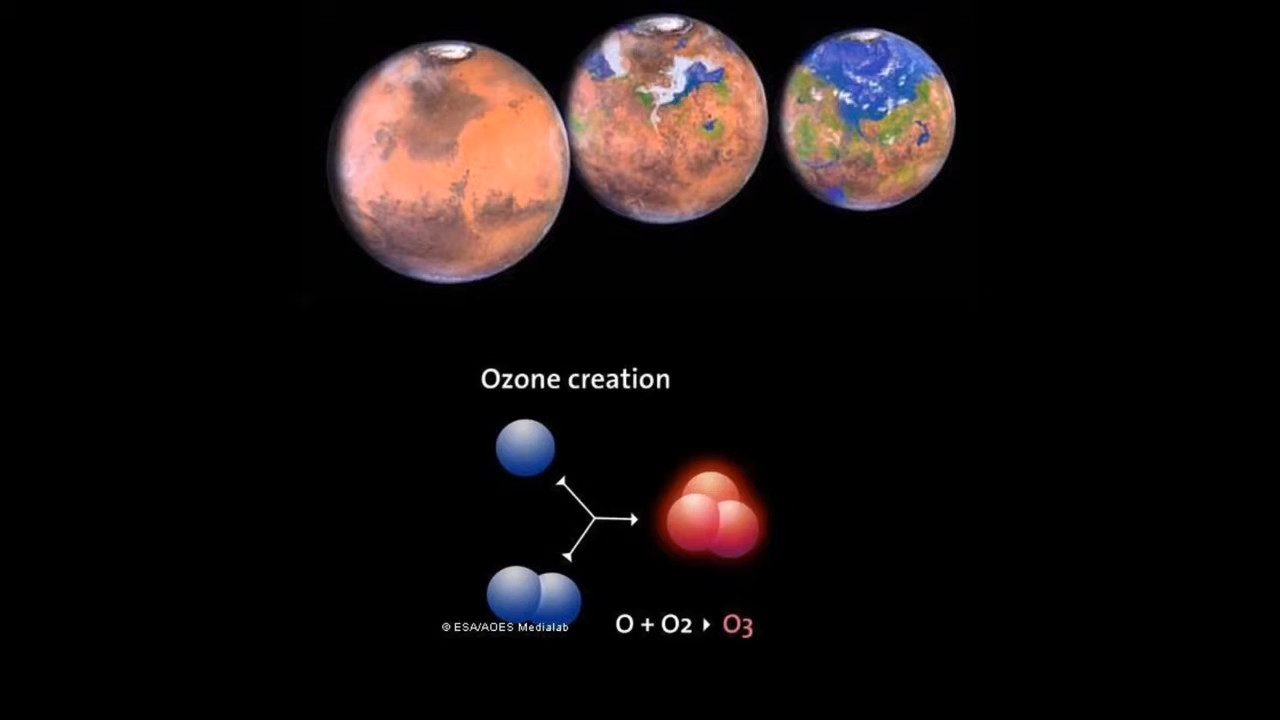 Ozone creation
© ESA/AOES Medialab
O + O2 ▸ O3